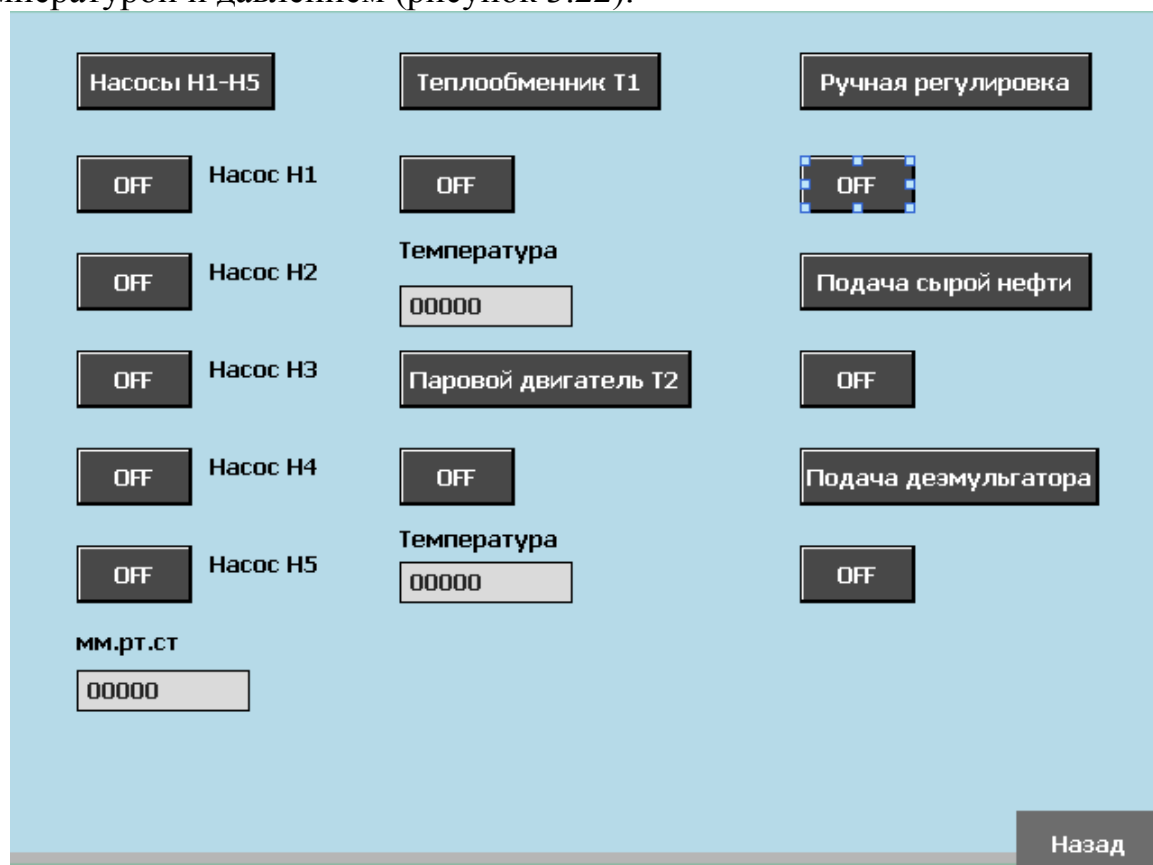 температурой и давлением (рисунок 3.22).
Насосы Н1-Н5 Теплообменник Т1 Ручная регулировка
OFF Насос Н1 OFF OFF
OFF Насос Н2 Температура Подача сырой нефти
00000
OFF Насос Н3 Паровой двигатель Т2 OFF
OFF Насос Н4 OFF Подача деэмульгатора
OFF Насос Н5 Температура OFF
00000
мм.рт.ст
00000
Назад